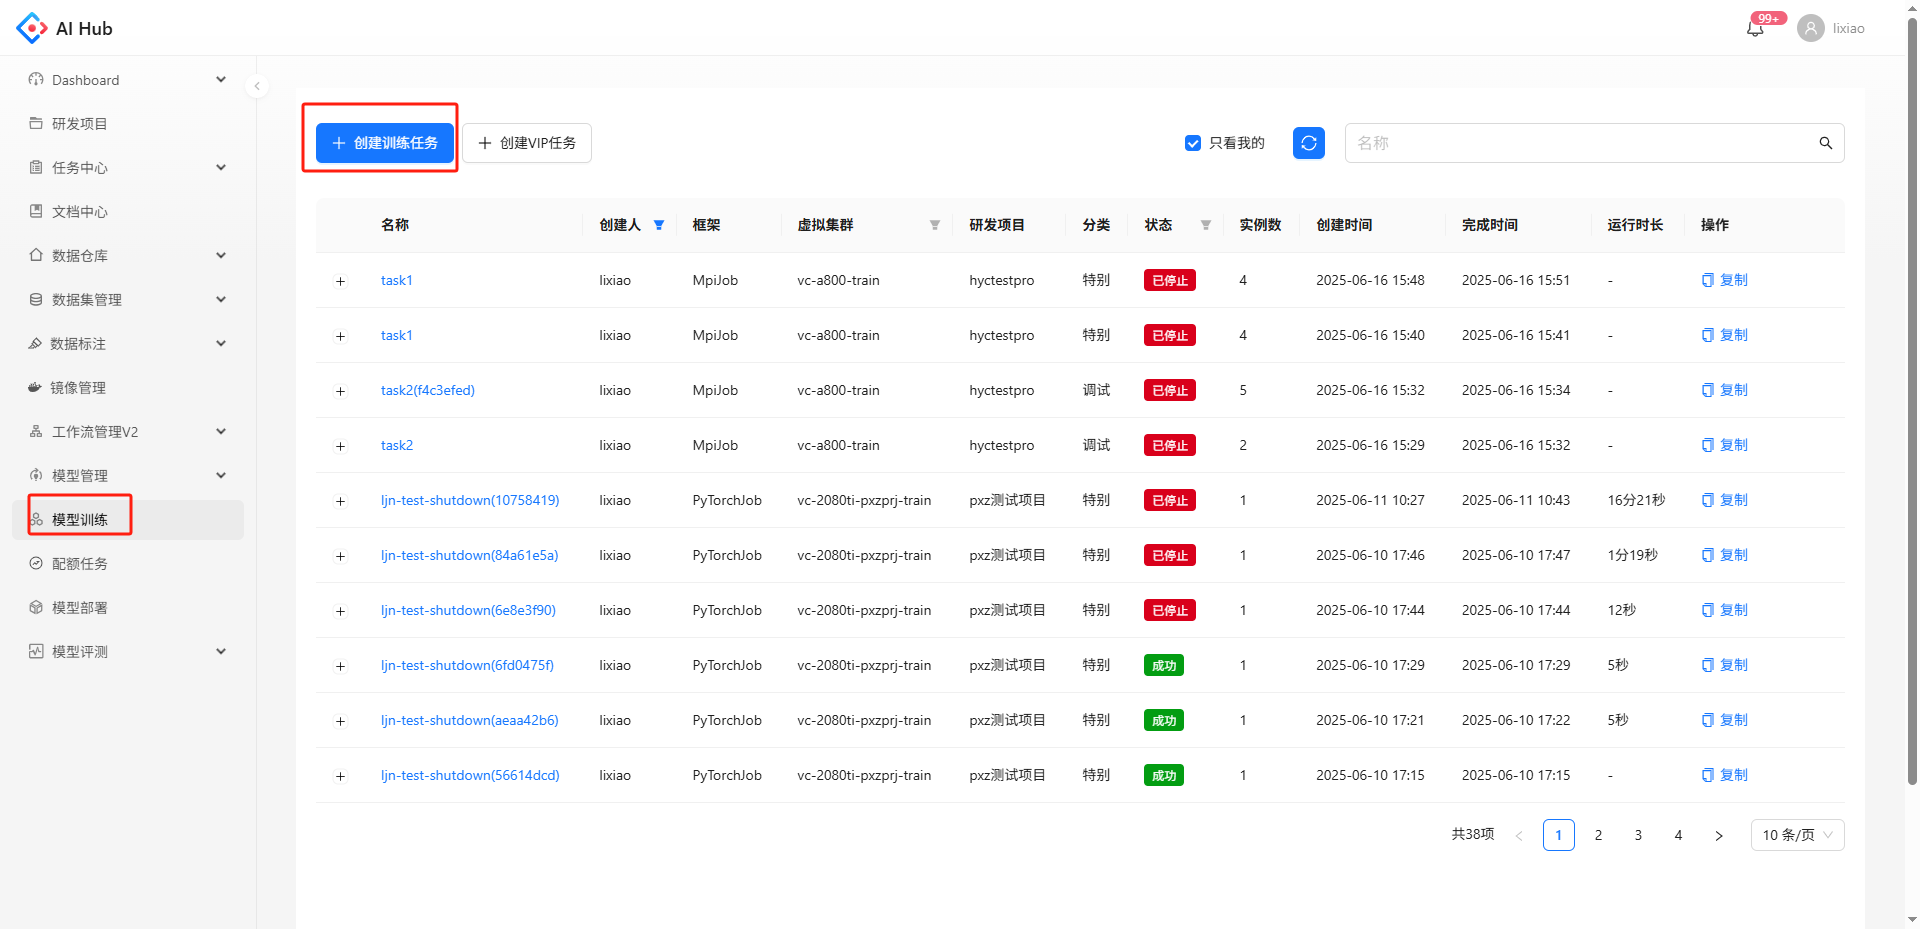 AI Hub
99+
lixiao
Dashboard
研发项目
任务中心
文档中心
数据仓库
数据集管理
数据标注
镜像管理
工作流管理V2
模型管理
模型训练
配额任务
模型部署
模型评测
创建训练任务 创建VIP任务 只看我的 名称
名称 创建人 框架 虚拟集群 研发项目 分类 状态 实例数 创建时间 完成时间 运行时长 操作
task1 lixiao MpiJob vc-a800-train hyctestpro 特别 已停止 4 2025-06-16 15:48 2025-06-16 15:51 - 复制
task1 lixiao MpiJob vc-a800-train hyctestpro 特别 已停止 4 2025-06-16 15:40 2025-06-16 15:41 - 复制
task2(f4c3efed) lixiao MpiJob vc-a800-train hyctestpro 调试 已停止 5 2025-06-16 15:32 2025-06-16 15:34 - 复制
task2 lixiao MpiJob vc-a800-train hyctestpro 调试 已停止 2 2025-06-16 15:29 2025-06-16 15:32 - 复制
ljn-test-shutdown(10758419) lixiao PyTorchJob vc-2080ti-pxzprj-train pxz测试项目 特别 已停止 1 2025-06-11 10:27 2025-06-11 10:43 16分21秒 复制
ljn-test-shutdown(84a61e5a) lixiao PyTorchJob vc-2080ti-pxzprj-train pxz测试项目 特别 已停止 1 2025-06-10 17:46 2025-06-10 17:47 1分19秒 复制
ljn-test-shutdown(6e8e3f90) lixiao PyTorchJob vc-2080ti-pxzprj-train pxz测试项目 特别 已停止 1 2025-06-10 17:44 2025-06-10 17:44 12秒 复制
ljn-test-shutdown(6fd0475f) lixiao PyTorchJob vc-2080ti-pxzprj-train pxz测试项目 特别 成功 1 2025-06-10 17:29 2025-06-10 17:29 5秒 复制
ljn-test-shutdown(aeaa42b6) lixiao PyTorchJob vc-2080ti-pxzprj-train pxz测试项目 特别 成功 1 2025-06-10 17:21 2025-06-10 17:22 5秒 复制
ljn-test-shutdown(56614dcd) lixiao PyTorchJob vc-2080ti-pxzprj-train pxz测试项目 特别 成功 1 2025-06-10 17:15 2025-06-10 17:15 - 复制
共38项 < 1 2 3 4 > 10 条/页